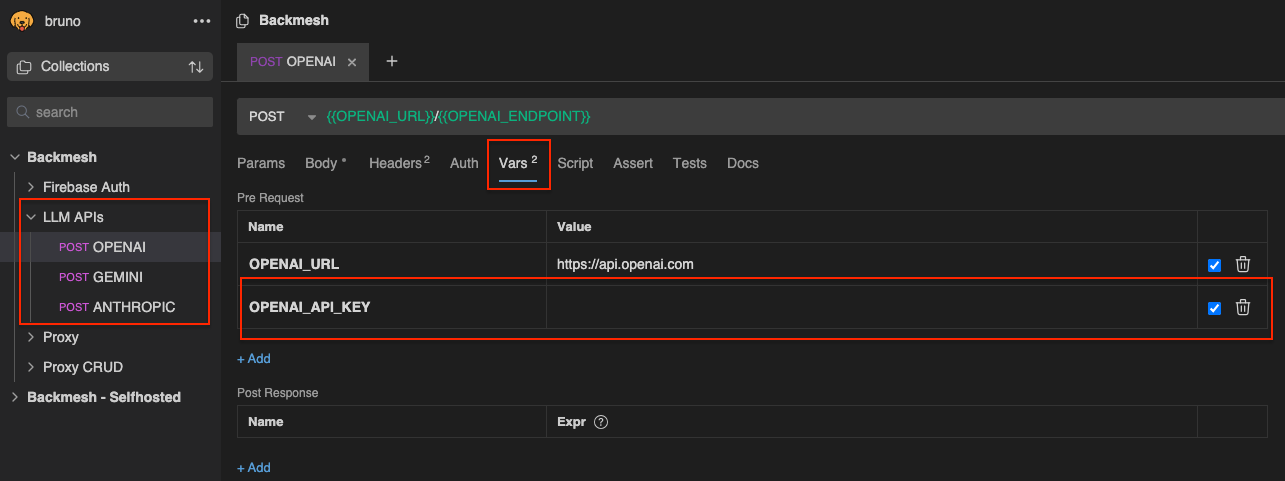 bruno
Collections
search
Backmesh
Firebase Auth
LLM APIs
POST OPENAI
POST GEMINI
POST ANTHROPIC
Proxy
Proxy CRUD
Backmesh - Selfhosted
Backmesh
POST OPENAI
POST {{OPENAI_URL}}/{{OPENAI_ENDPOINT}}
Params Body * Headers 2 Auth Vars 2 Script Assert Tests Docs
Pre Request
Name Value
OPENAI_URL https://api.openai.com
OPENAI_API_KEY
+ Add
Post Response
Name Expr ?
+ Add